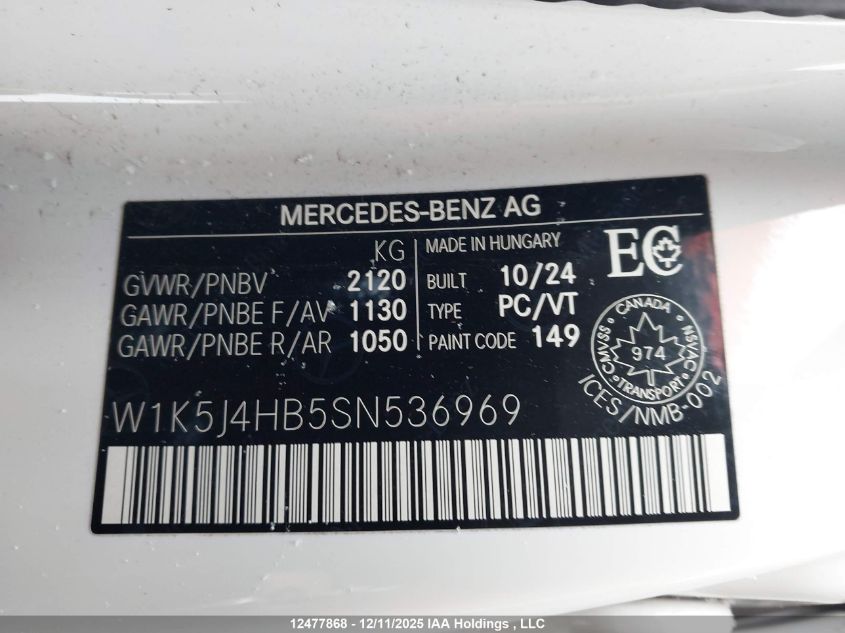 MERCEDES-BENZ AG
KG
GVWR/PNBV 2120
GAWR/PNBE F/AV 1130
GAWR/PNBE R/AR 1050
MADE IN HUNGARY
BUILT 10/24
TYPE PC/VT
PAINT CODE 149
EC
CANADA
CMVSS
974
NSVAC
TRANSPORT
ICES/NMB-002
W1K5J4HB5SN536969
12477868 - 12/11/2025 IAA Holdings , LLC